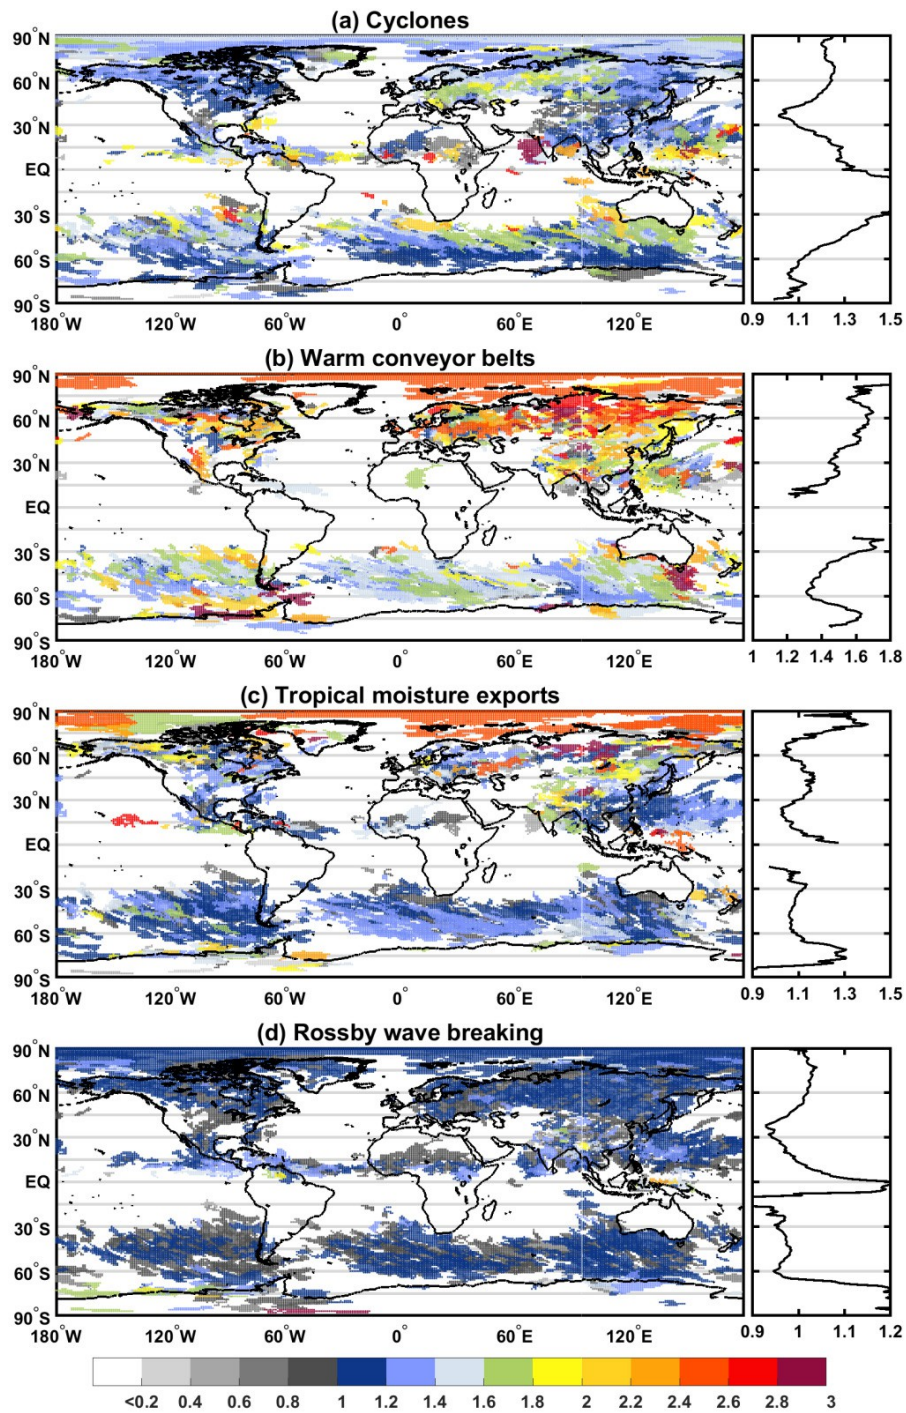 (a) Cyclones
90°N
60°N
30°N
EQ
30°S
60°S
90°S
180°W 120°W 60°W 0° 60°E 120°E
0.9 1.1 1.3 1.5
(b) Warm conveyor belts
90°N
60°N
30°N
EQ
30°S
60°S
90°S
180°W 120°W 60°W 0° 60°E 120°E
1 1.2 1.4 1.6 1.8
(c) Tropical moisture exports
90°N
60°N
30°N
EQ
30°S
60°S
90°S
180°W 120°W 60°W 0° 60°E 120°E
0.9 1.1 1.3 1.5
(d) Rossby wave breaking
90°N
60°N
30°N
EQ
30°S
60°S
90°S
180°W 120°W 60°W 0° 60°E 120°E
0.9 1 1.1 1.2
<0.2 0.4 0.6 0.8 1 1.2 1.4 1.6 1.8 2 2.2 2.4 2.6 2.8 3